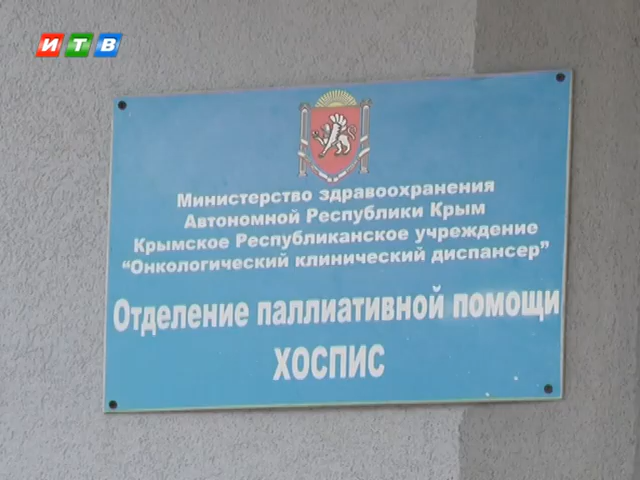 ИТВ
Министерство здравоохранения
Автономной Республики Крым
Крымское Республиканское учреждение
“Онкологический клинический диспансер”
Отделение паллиативной помощи
ХОСПИС